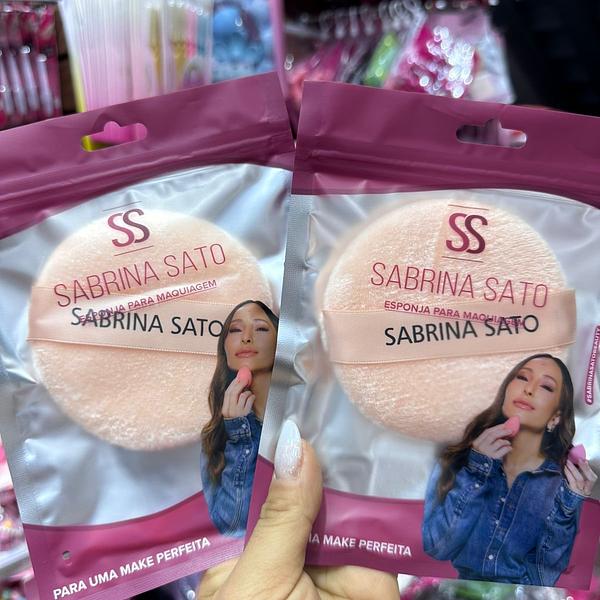 SS
SABRINA SATO
ESPONJA PARA MAQUIAGEM
SABRINA SATO
PARA UMA MAKE PERFEITA
SS
SABRINA SATO
ESPONJA PARA MAQUIAGEM
SABRINA SATO
#SABRINASATOBEAUTY
MA MAKE PERFEITA